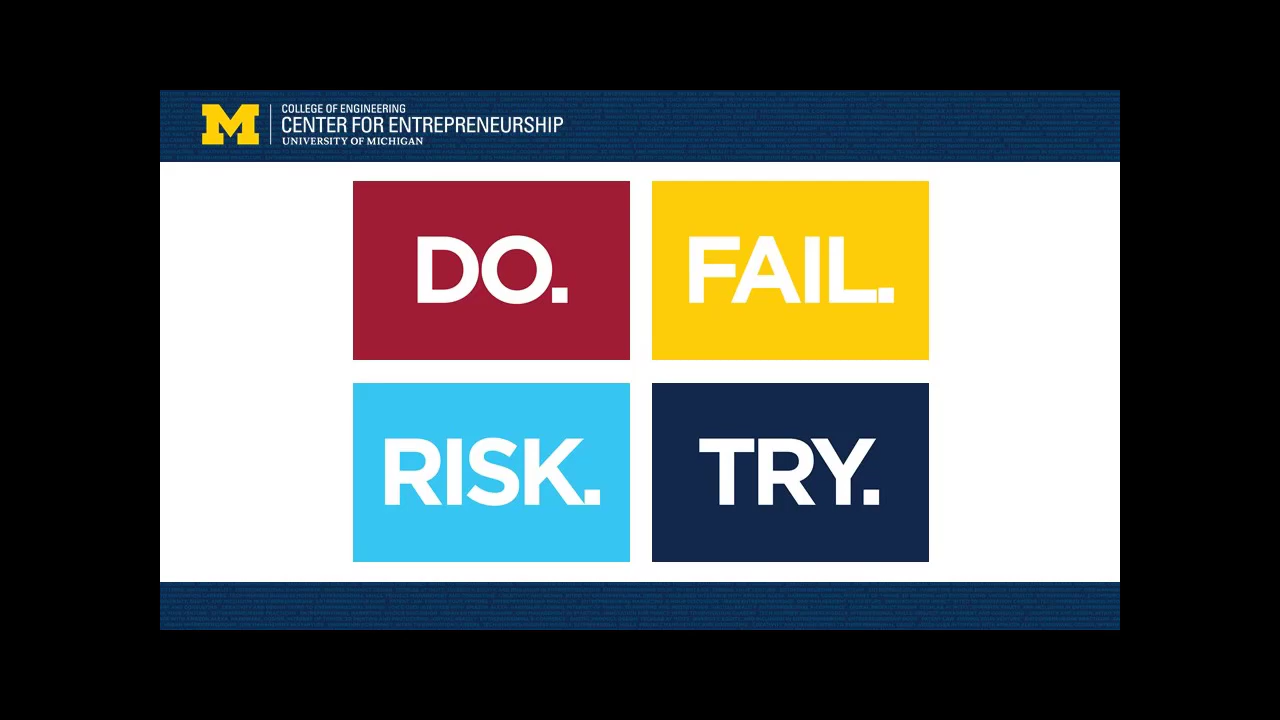 COLLEGE OF ENGINEERING
CENTER FOR ENTREPRENEURSHIP
UNIVERSITY OF MICHIGAN
DO.
FAIL.
RISK.
TRY.